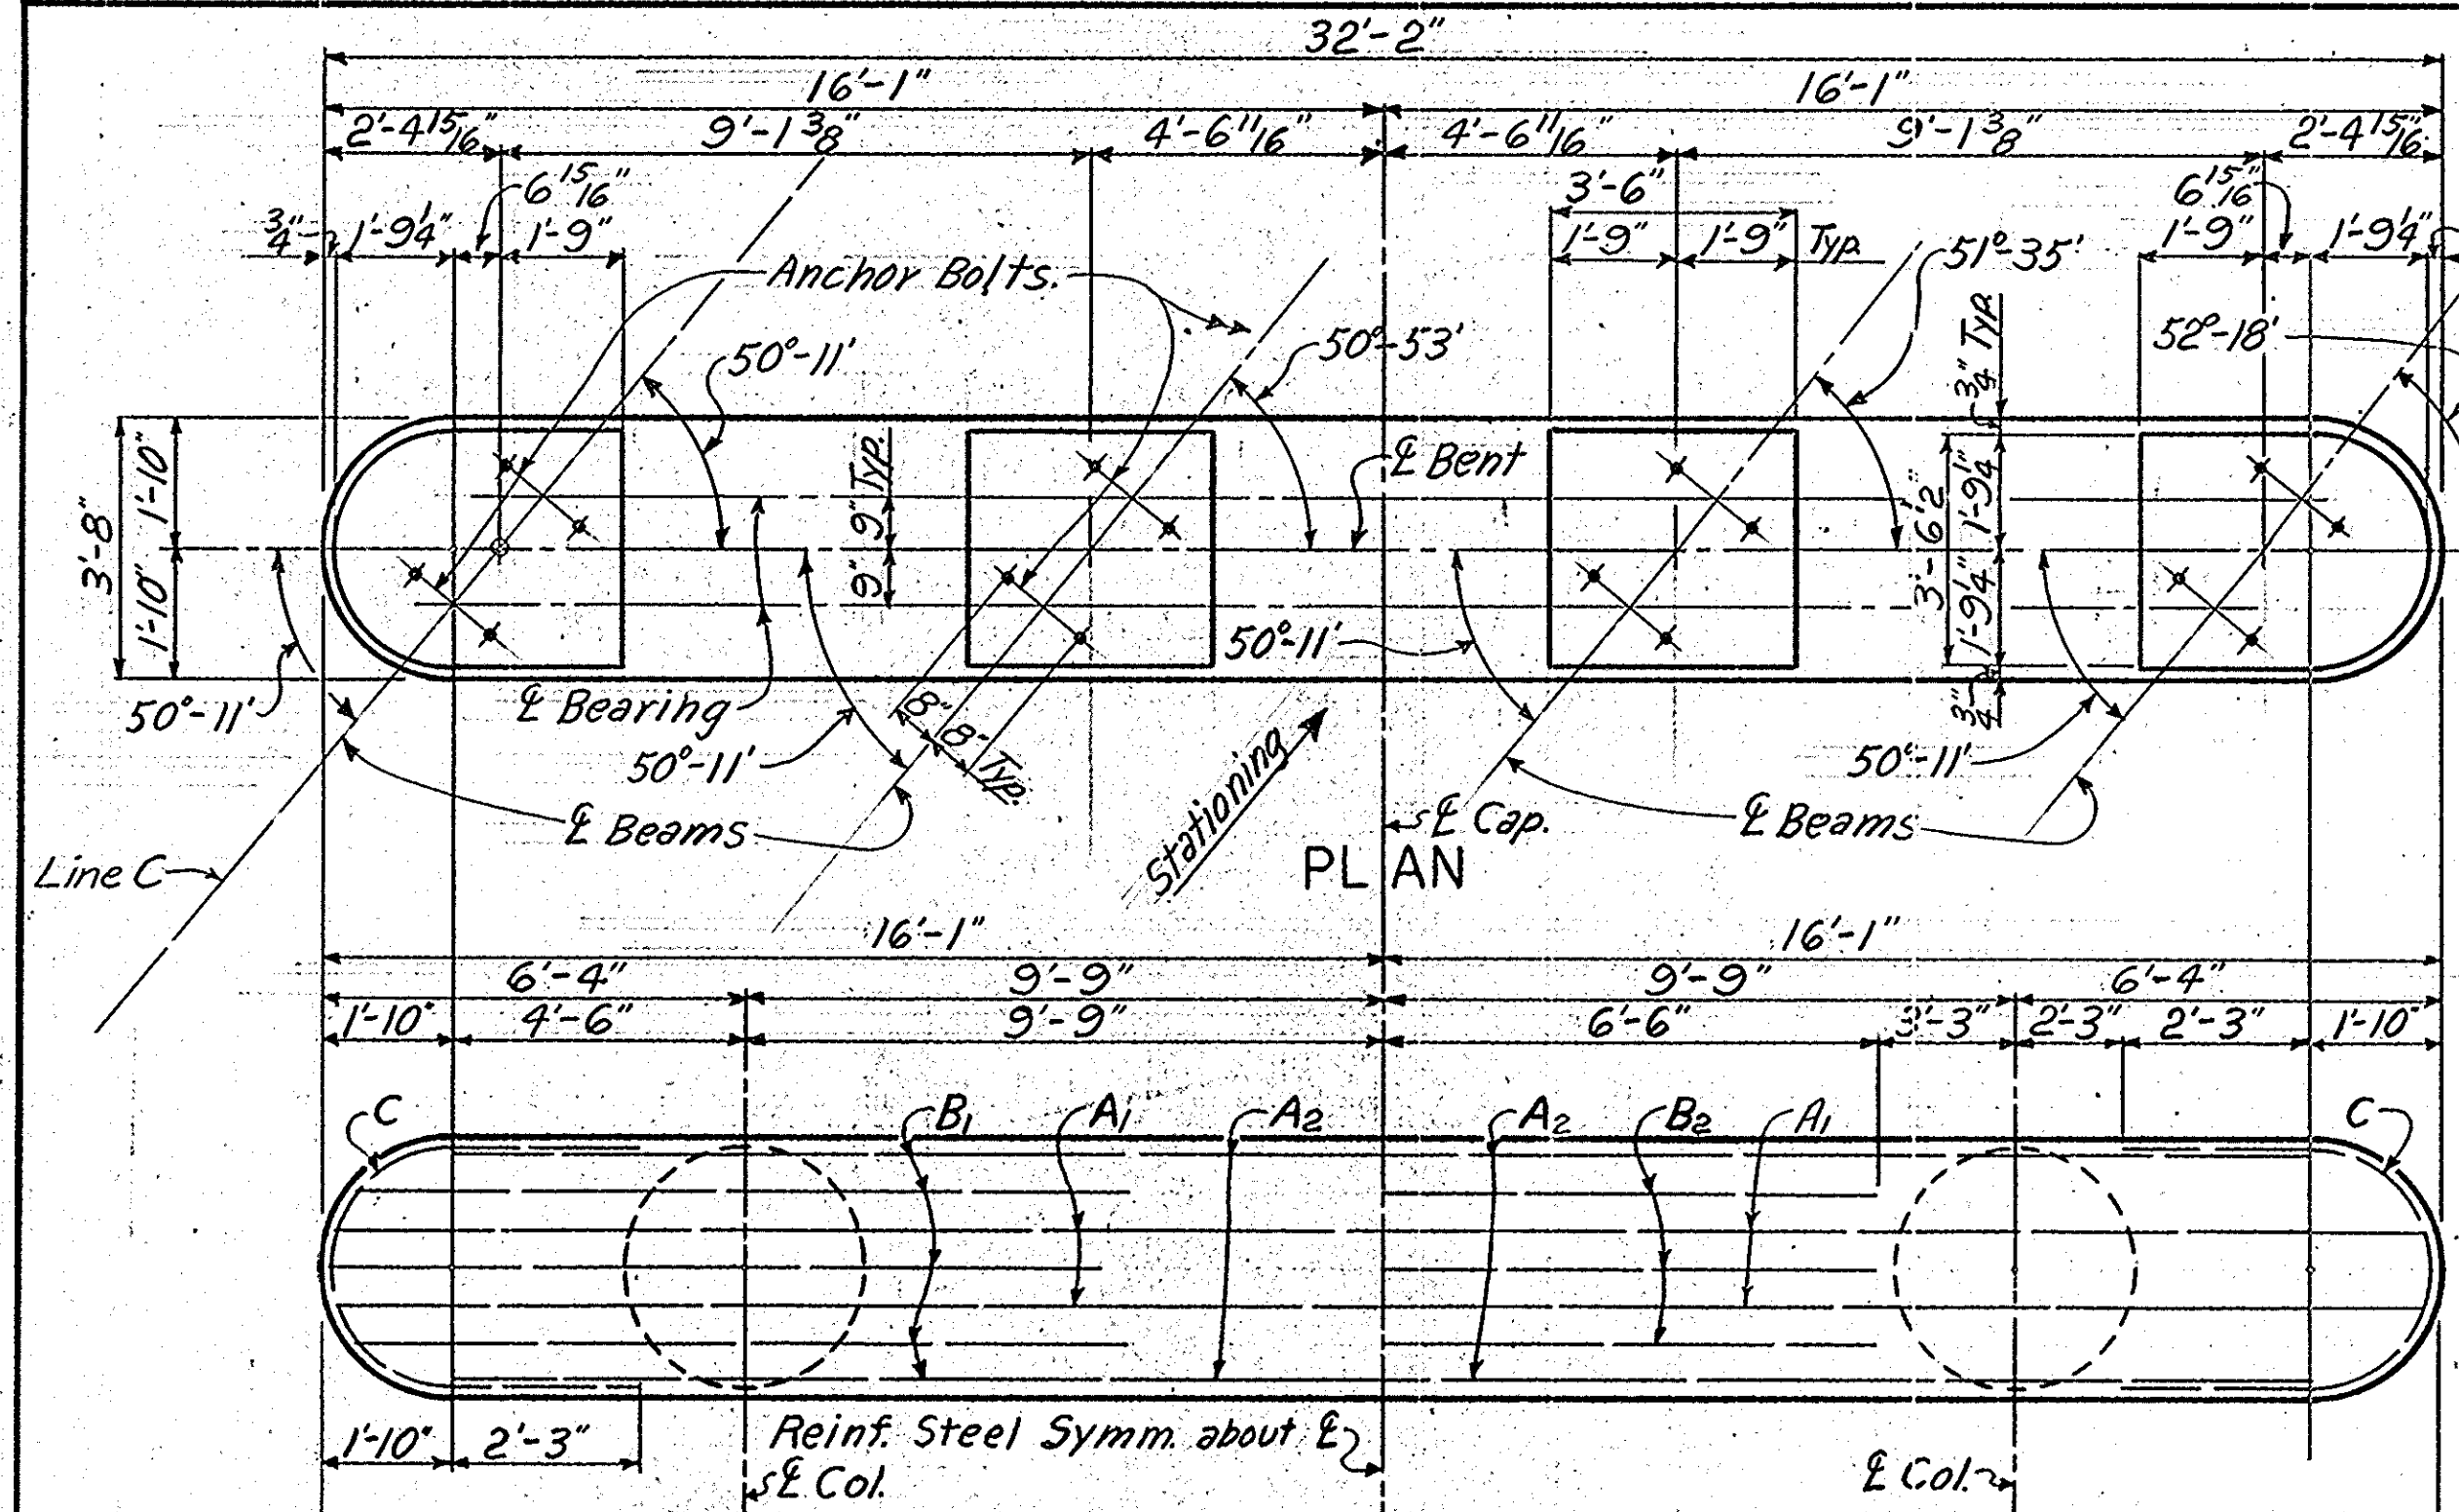 32'-2"
16'-1" 16'-1"
2'-4 15/16" 9'-1 3/8" 4'-6 11/16" 4'-6 11/16" 9'-1 3/8" 2'-4 15/16"
6 15/16" 3'-6" 6 15/16"
3/4" 1'-9 1/4" 1'-9" 1'-9" 1'-9" Typ. 1'-9" 1'-9 1/4"
Anchor Bolts. 51°-35'
50°-11' 50°-53' 3/4" Typ. 52°-18'
3'-8" 1'-10" 1'-10" 9" Typ. 9" ℄ Bent 3'-6 1/2" 1'-9 1/4" 1'-9 1/4" 3/4"
50°-11' ℄ Bearing 50°-11' 50°-11' 50°-11'
8" 8" Typ.
℄ Beams Stationing ℄ Cap. ℄ Beams
Line C
PLAN
16'-1" 16'-1"
6'-4" 9'-9" 9'-9" 6'-4"
1'-10" 4'-6" 9'-9" 6'-6" 3'-3" 2'-3" 2'-3" 1'-10"
C B1 A1 A2 A2 B2 A1 C
1'-10" 2'-3" Reinf. Steel Symm. about ℄
℄ Col. ℄ Col.